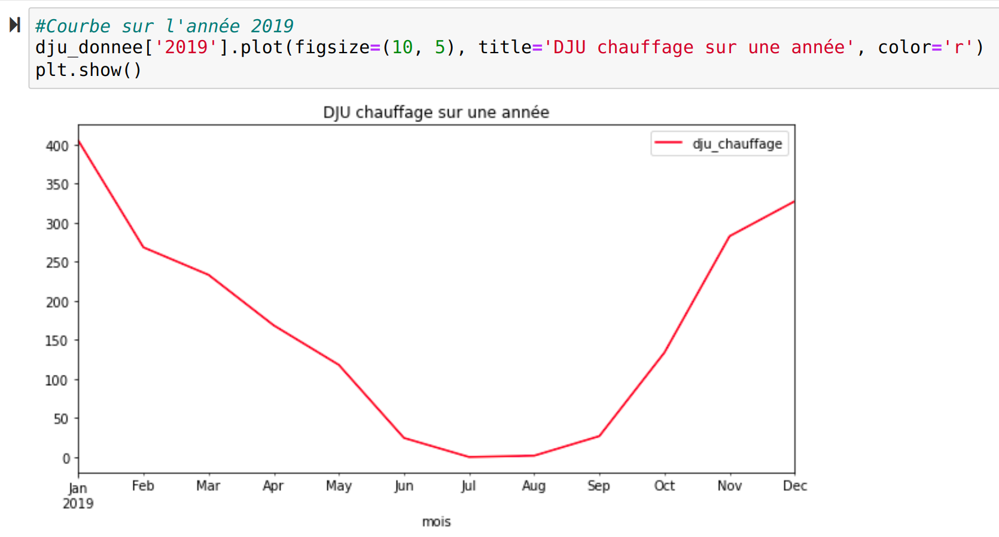 #Courbe sur l'année 2019
dju_donnee['2019'].plot(figsize=(10, 5), title='DJU chauffage sur une année', color='r')
plt.show()
DJU chauffage sur une année
dju_chauffage
400
350
300
250
200
150
100
50
0
Jan Feb Mar Apr May Jun Jul Aug Sep Oct Nov Dec
2019
mois